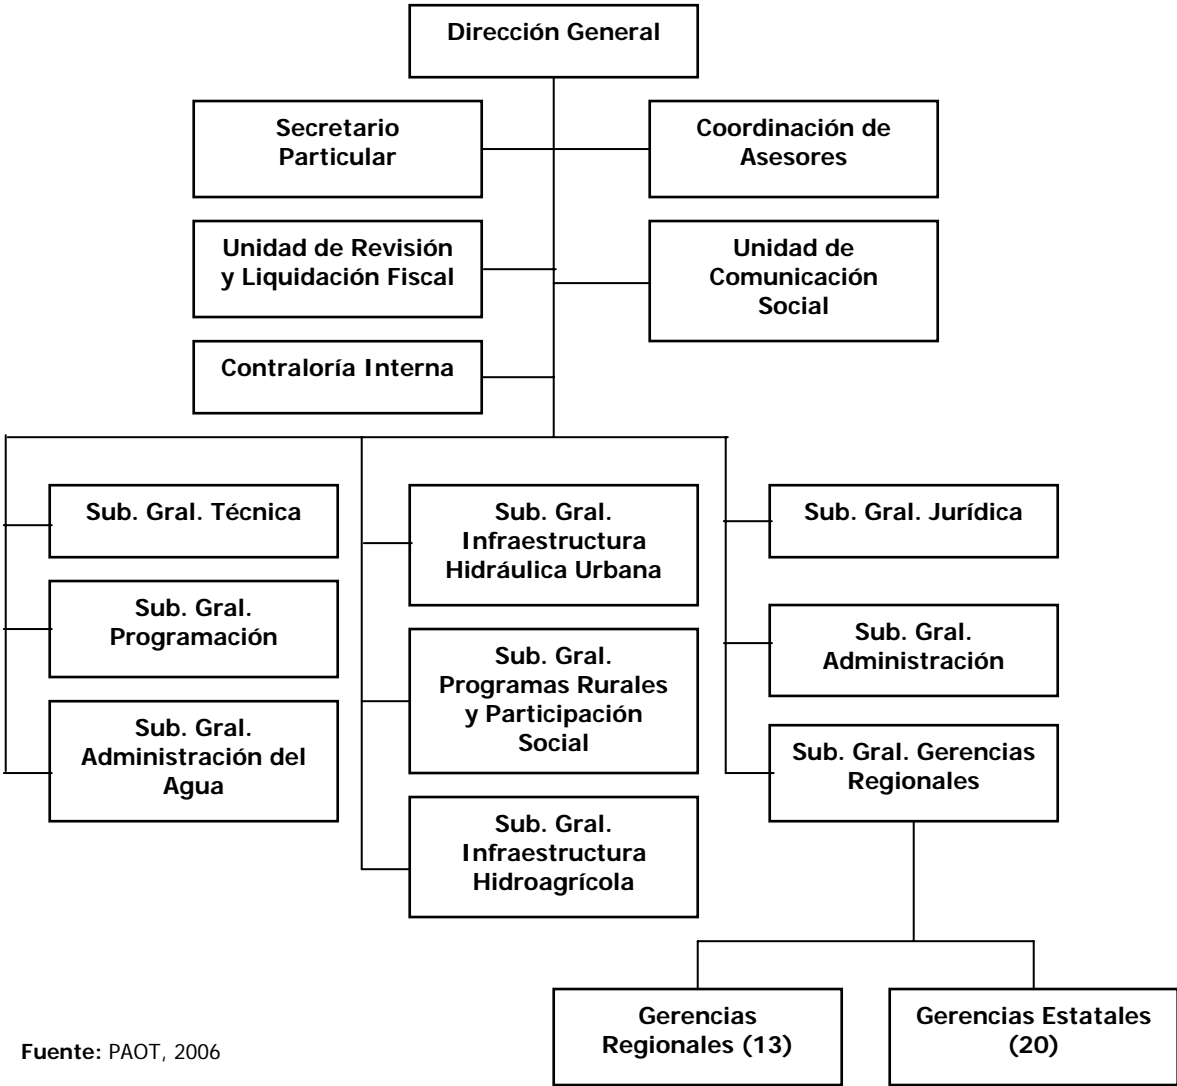 Dirección General
Secretario
Particular
Coordinación de
Asesores
Unidad de Revisión
y Liquidación Fiscal
Unidad de
Comunicación
Social
Contraloría Interna
Sub. Gral. Técnica
Sub. Gral.
Programación
Sub. Gral.
Administración del
Agua
Sub. Gral.
Infraestructura
Hidráulica Urbana
Sub. Gral.
Programas Rurales
y Participación
Social
Sub. Gral.
Infraestructura
Hidroagrícola
Sub. Gral. Jurídica
Sub. Gral.
Administración
Sub. Gral. Gerencias
Regionales
Gerencias
Regionales (13)
Gerencias Estatales
(20)
Fuente: PAOT, 2006